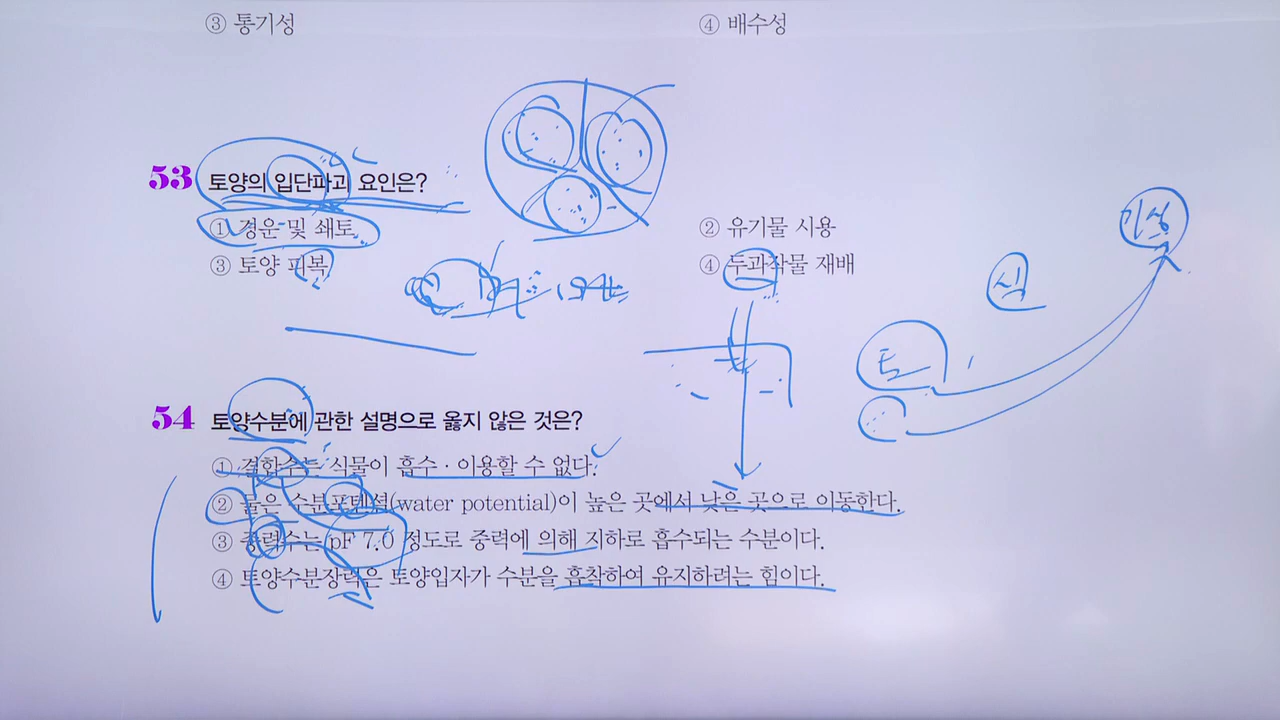 ③ 통기성 ④ 배수성
53 토양의 입단파괴 요인은?
① 경운 및 쇄토 ② 유기물 시용
③ 토양 피복 ④ 두과작물 재배
기상
식
토
54 토양수분에 관한 설명으로 옳지 않은 것은?
① 결합수는 식물이 흡수·이용할 수 없다.
② 물은 수분포텐셜(water potential)이 높은 곳에서 낮은 곳으로 이동한다.
③ 중력수는 pF 7.0 정도로 중력에 의해 지하로 흡수되는 수분이다.
④ 토양수분장력은 토양입자가 수분을 흡착하여 유지하려는 힘이다.